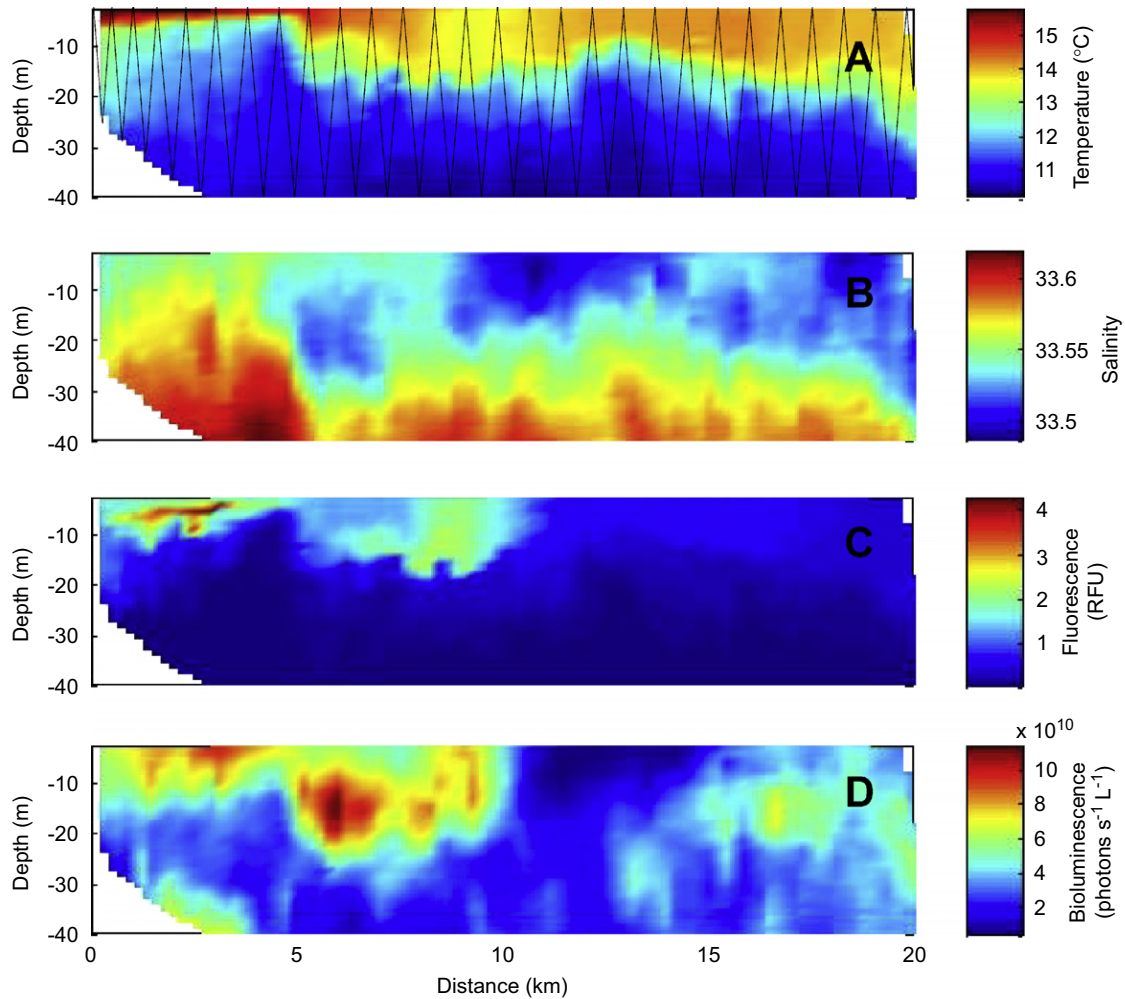 A
-10
-20
-30
-40
Depth (m)
15
14
13
12
11
Temperature (°C)
B
-10
-20
-30
-40
Depth (m)
33.6
33.55
33.5
Salinity
C
-10
-20
-30
-40
Depth (m)
4
3
2
1
Fluorescence
(RFU)
D
-10
-20
-30
-40
Depth (m)
x 10¹⁰
10
8
6
4
2
Bioluminescence
(photons s⁻¹ L⁻¹)
0
5
10
15
20
Distance (km)